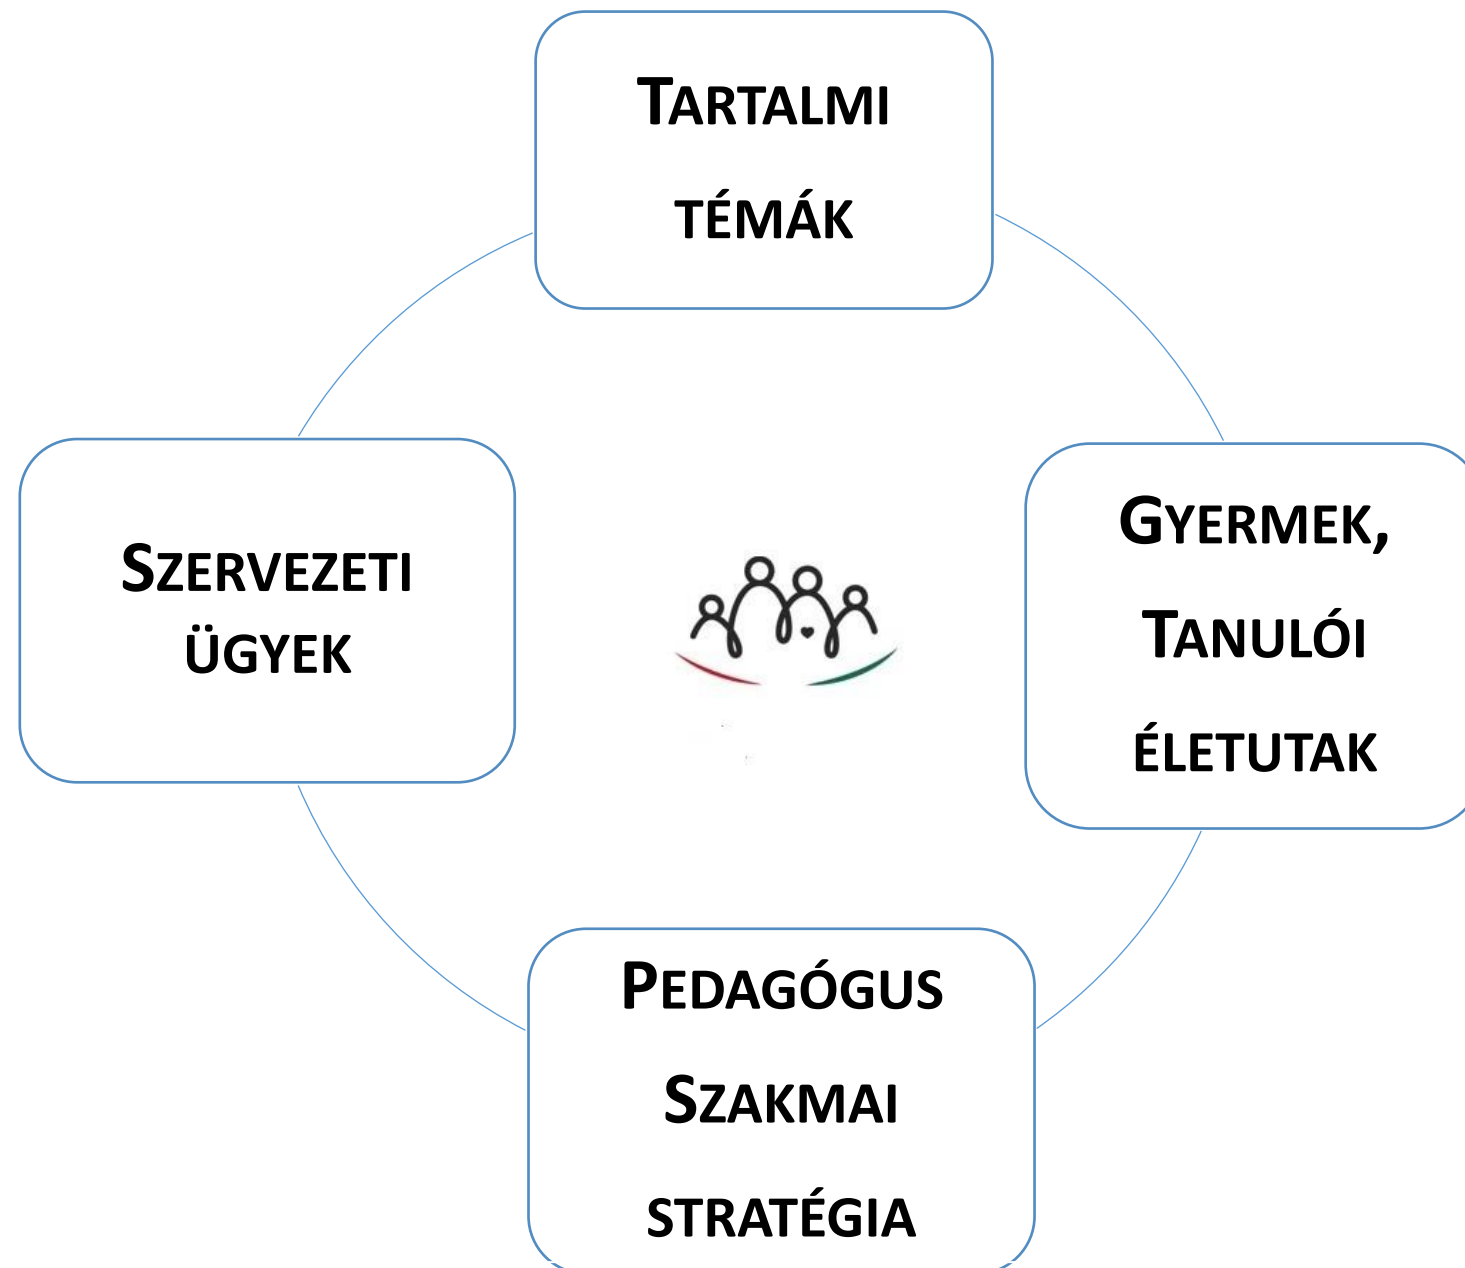 Tartalmi
témák
Szervezeti
ügyek
Gyermek,
Tanulói
életutak
Pedagógus
Szakmai
stratégia